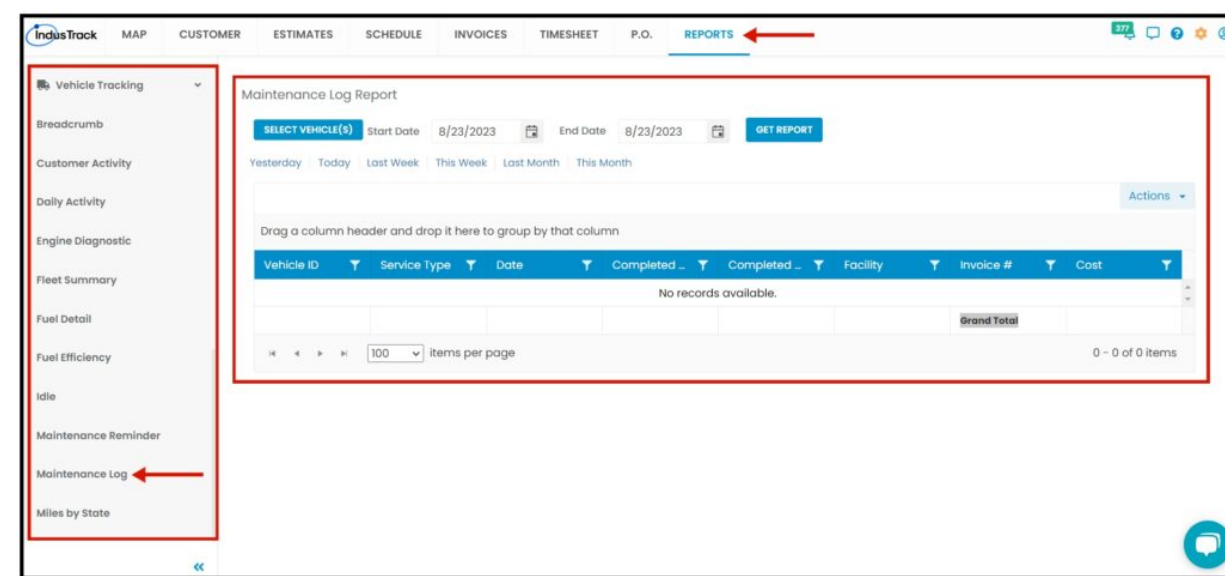 IndusTrack MAP CUSTOMER ESTIMATES SCHEDULE INVOICES TIMESHEET P.O. REPORTS 377
Vehicle Tracking
Breadcrumb
Customer Activity
Daily Activity
Engine Diagnostic
Fleet Summary
Fuel Detail
Fuel Efficiency
Idle
Maintenance Reminder
Maintenance Log
Miles by State
Maintenance Log Report
SELECT VEHICLE(S) Start Date 8/23/2023 End Date 8/23/2023 GET REPORT
Yesterday Today Last Week This Week Last Month This Month
Actions
Drag a column header and drop it here to group by that column
Vehicle ID Service Type Date Completed ... Completed ... Facility Invoice # Cost
No records available.
Grand Total
100 items per page 0 - 0 of 0 items